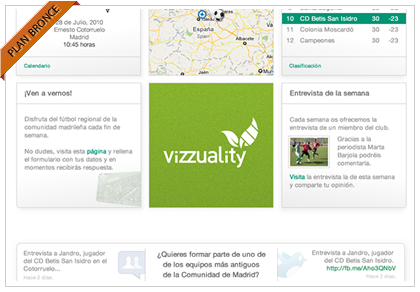 PLAN BRONCE
28 de Julio, 2010
Ernesto Cotorruelo
Madrid
10:45 horas
Calendario
España
Madrid
Albacete
10 CD Betis San Isidro 30 -23
11 Colonia Moscardó 30 -23
12 Campeones 30 -23
Clasificación
¡Ven a vernos!
Disfruta del fútbol regional de la
comunidad madrileña cada fin de
semana.
No dudes, visita esta página y rellena
el formulario con tus datos y en
momentos recibirás respuesta.
vizzuality
Entrevista de la semana
Cada semana os ofrecemos la
entrevista de un miembro del club.
Gracias a la
periodista Marta
Barjola podréis
comentarla.
Visita la entrevista la de esta semana
y comparte tu opinión.
Entrevista a Jandro, jugador
del CD Betis San Isidro en el
Cotorruelo...
Hace 2 días.
¿Quieres formar parte de uno de
de los equipos más antiguos
de la Comunidad de Madrid?
Entrevista a Jandro, jugador
del CD Betis San Isidro
http://fb.me/Aho3QNbV
Hace 2 días.